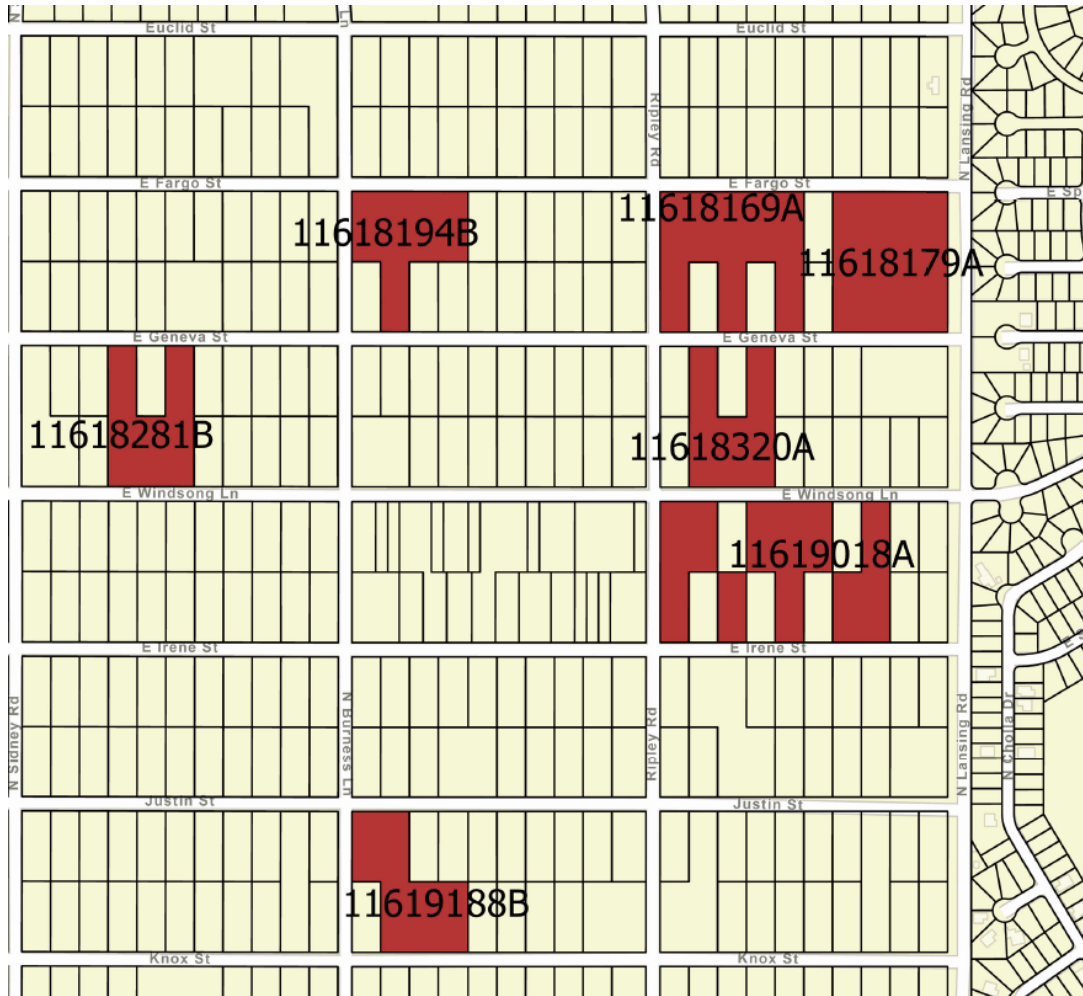 Ln
Euclid St
Euclid St
Ripley Rd
N Lansing Rd
E Fargo St
E Fargo St
11618194B
11618169A
11618179A
E Geneva St
E Geneva St
11618281B
11618320A
E Windsong Ln
E Windsong Ln
11619018A
E Irene St
E Irene St
N Sidney Rd
N Burness Ln
Ripley Rd
N Lansing Rd
N Cholla Dr
Justin St
Justin St
11619188B
Knox St
Knox St